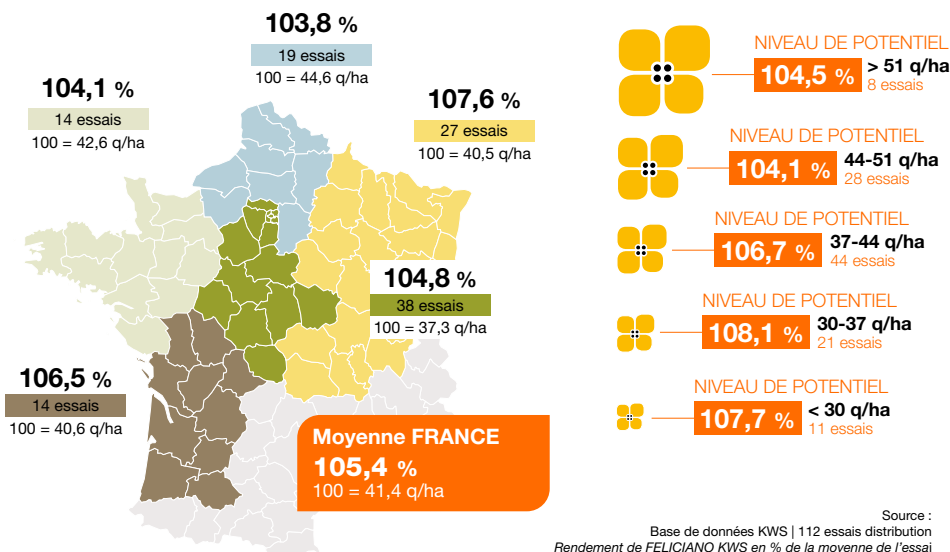 103,8 %
19 essais
100 = 44,6 q/ha
104,1 %
14 essais
100 = 42,6 q/ha
107,6 %
27 essais
100 = 40,5 q/ha
104,8 %
38 essais
100 = 37,3 q/ha
106,5 %
14 essais
100 = 40,6 q/ha
Moyenne FRANCE
105,4 %
100 = 41,4 q/ha
NIVEAU DE POTENTIEL
104,5 % > 51 q/ha
8 essais
NIVEAU DE POTENTIEL
104,1 % 44-51 q/ha
28 essais
NIVEAU DE POTENTIEL
106,7 % 37-44 q/ha
44 essais
NIVEAU DE POTENTIEL
108,1 % 30-37 q/ha
21 essais
NIVEAU DE POTENTIEL
107,7 % < 30 q/ha
11 essais
Source :
Base de données KWS | 112 essais distribution
Rendement de FELICIANO KWS en % de la moyenne de l'essai